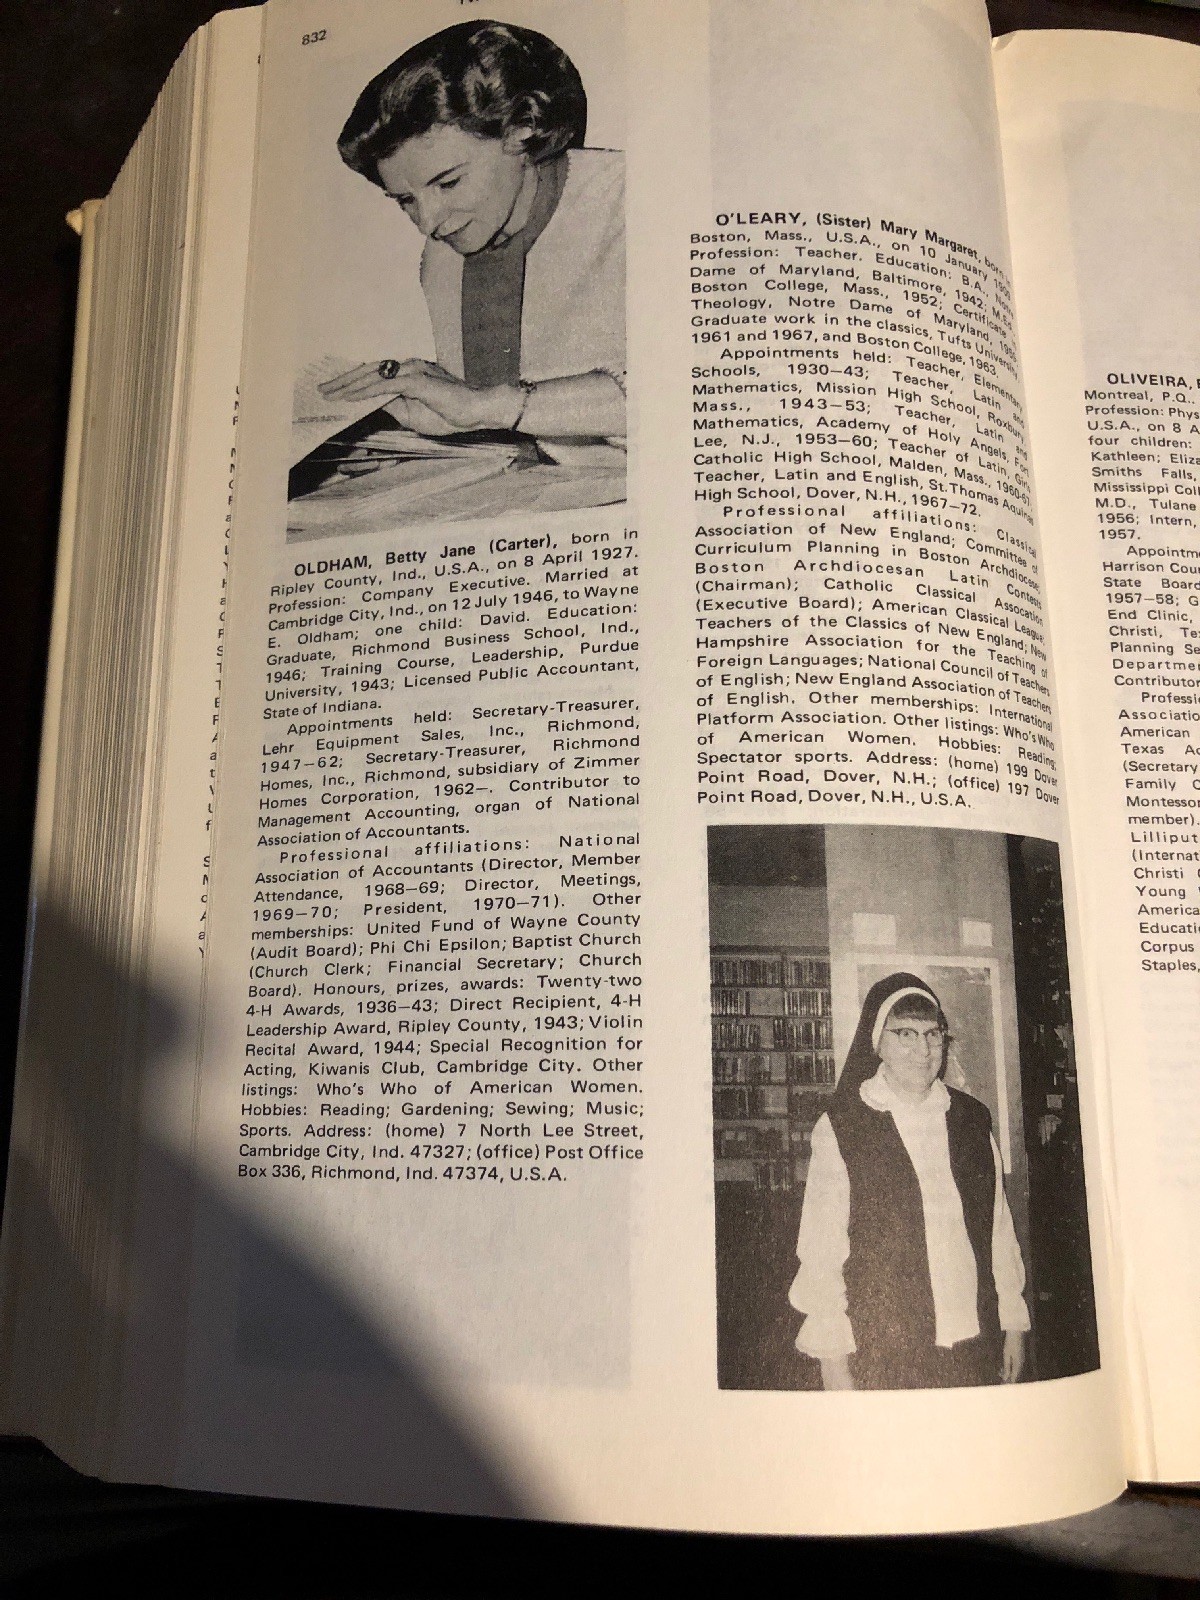 832
OLDHAM, Betty Jane (Carter), born in
Ripley County, Ind., U.S.A., on 8 April 1927.
Profession: Company Executive. Married at
Cambridge City, Ind., on 12 July 1946, to Wayne
E. Oldham; one child: David. Education:
Graduate, Richmond Business School, Ind.,
1946; Training Course, Leadership, Purdue
University, 1943; Licensed Public Accountant,
State of Indiana.
Appointments held: Secretary-Treasurer,
Lehr Equipment Sales, Inc., Richmond,
1947–62; Secretary-Treasurer, Richmond
Homes, Inc., Richmond, subsidiary of Zimmer
Homes Corporation, 1962–. Contributor to
Management Accounting, organ of National
Association of Accountants.
Professional affiliations: National
Association of Accountants (Director, Member
Attendance, 1968–69; Director, Meetings,
1969–70; President, 1970–71). Other
memberships: United Fund of Wayne County
(Audit Board); Phi Chi Epsilon; Baptist Church
(Church Clerk; Financial Secretary; Church
Board). Honours, prizes, awards: Twenty-two
4-H Awards, 1936–43; Direct Recipient, 4-H
Leadership Award, Ripley County, 1943; Violin
Recital Award, 1944; Special Recognition for
Acting, Kiwanis Club, Cambridge City. Other
listings: Who's Who of American Women.
Hobbies: Reading; Gardening; Sewing; Music;
Sports. Address: (home) 7 North Lee Street,
Cambridge City, Ind. 47327; (office) Post Office
Box 336, Richmond, Ind. 47374, U.S.A.
O'LEARY, (Sister) Mary Margaret, born in
Boston, Mass., U.S.A., on 10 January
Profession: Teacher. Education: B.A., Notre
Dame of Maryland, Baltimore, 1942; M.Ed.,
Boston College, Mass., 1952; Certificate in
Theology, Notre Dame of Maryland,
Graduate work in the classics, Tufts University
1961 and 1967, and Boston College, 1963.
Appointments held: Teacher, Elementary
Schools, 1930–43; Teacher, Latin and
Mathematics, Mission High School, Roxbury,
Mass., 1943–53; Teacher, Latin and
Mathematics, Academy of Holy Angels, Fort
Lee, N.J., 1953–60; Teacher of Latin, Girls
Catholic High School, Malden, Mass., 1960-67;
Teacher, Latin and English, St. Thomas Aquinas
High School, Dover, N.H., 1967–72.
Professional affiliations: Classical
Association of New England; Committee of
Curriculum Planning in Boston Archdiocese;
Boston Archdiocesan Latin Contests
(Chairman); Catholic Classical Association
(Executive Board); American Classical League;
Teachers of the Classics of New England; New
Hampshire Association for the Teaching of
Foreign Languages; National Council of Teachers
of English; New England Association of Teachers
of English. Other memberships: International
Platform Association. Other listings: Who's Who
of American Women. Hobbies: Reading;
Spectator sports. Address: (home) 199 Dover
Point Road, Dover, N.H.; (office) 197 Dover
Point Road, Dover, N.H., U.S.A.
OLIVEIRA,
Montreal, P.Q.,
Profession: Phys
U.S.A., on 8 A
four children:
Kathleen; Eliza
Smiths Falls,
Mississippi Coll
M.D., Tulane
1956; Intern,
1957.
Appointme
Harrison Cou
State Board
1957–58; G
End Clinic,
Christi, Te
Planning Se
Departmen
Contributor
Professi
Associatio
American
Texas Ac
(Secretary
Family C
Montessor
member).
Lilliput
(Internat
Christi C
Young
America
Educati
Corpus
Staples,